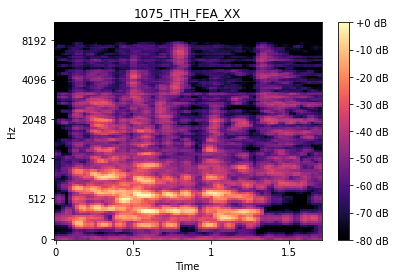 1075_ITH_FEA_XX
+0 dB
8192
-10 dB
4096
-20 dB
-30 dB
2048
Hz
-40 dB
1024
-50 dB
512
-60 dB
-70 dB
0
-80 dB
0
0.5
1
1.5
Time